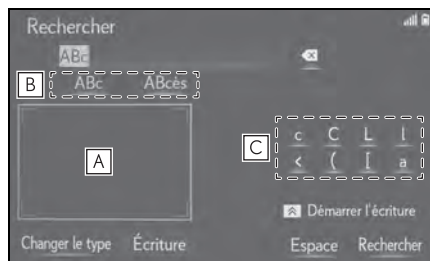 Rechercher
ABc
B ABc ABcès
A
C c C L l
< ( [ a
Démarrer l'écriture
Changer le type Écriture Espace Rechercher